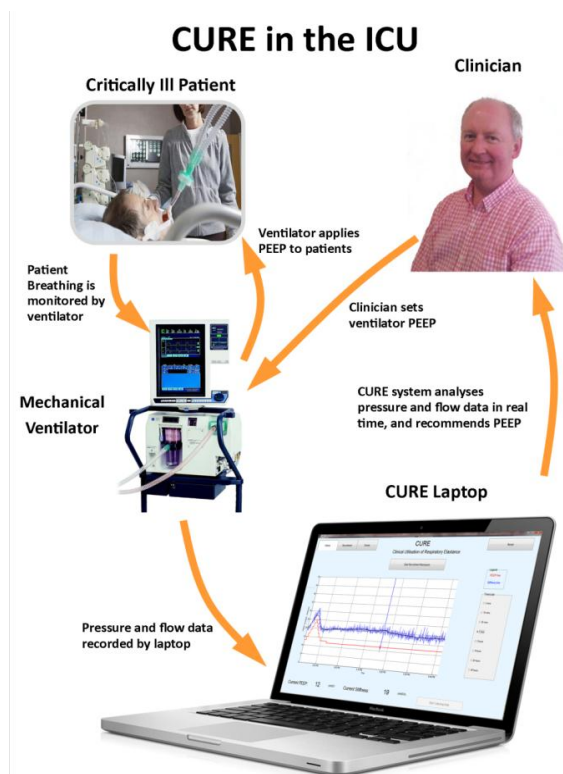 CURE in the ICU
Critically Ill Patient
Clinician
Ventilator applies
PEEP to patients
Patient
Breathing is
monitored by
ventilator
Clinician sets
ventilator PEEP
Mechanical
Ventilator
CURE system analyses
pressure and flow data in real
time, and recommends PEEP
CURE Laptop
Pressure and flow data
recorded by laptop
CURE
Clinical Utilisation of Respiratory Elastance
Current PEEP 12
Current Stiffness 19
MacBook